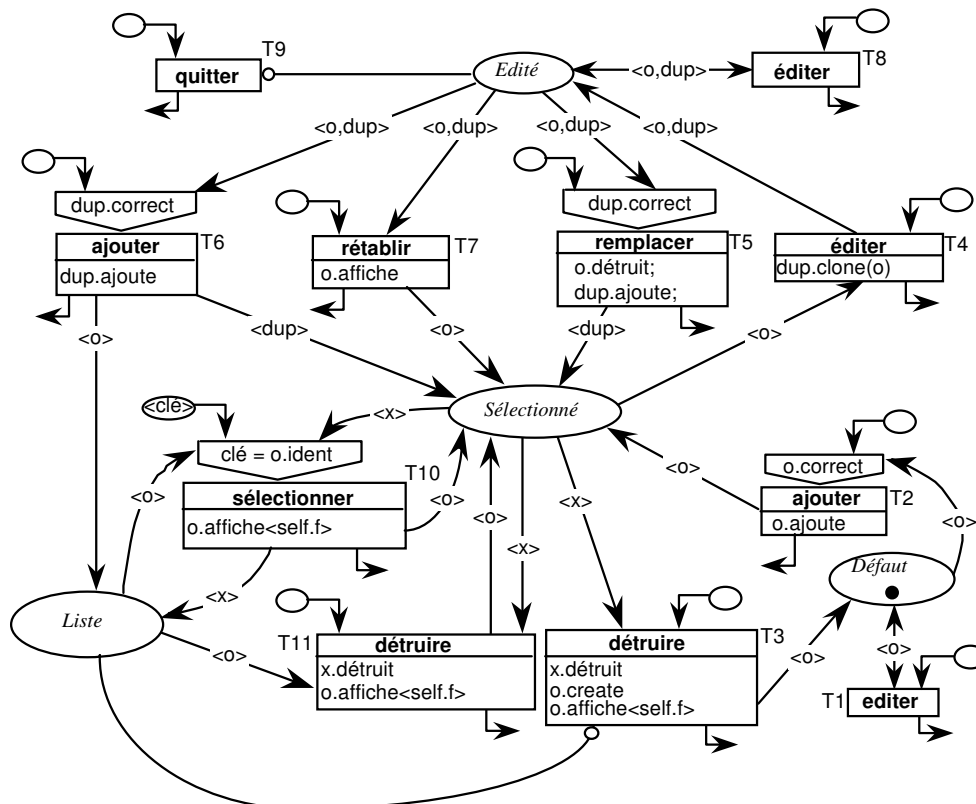 T9
quitter
Edité
<o,dup>
T8
éditer
<o,dup>
<o,dup>
<o,dup>
<o,dup>
dup.correct
T6
ajouter
dup.ajoute
T7
rétablir
o.affiche
dup.correct
T5
remplacer
o.détruit;
dup.ajoute;
T4
éditer
dup.clone(o)
<o>
<dup>
<o>
<dup>
<o>
<clé>
<x>
Sélectionné
clé = o.ident
T10
sélectionner
o.affiche<self.f>
<o>
<o>
<o>
<x>
<x>
<x>
<o>
o.correct
T2
ajouter
o.ajoute
<o>
Défaut
Liste
<o>
T11
détruire
x.détruit
o.affiche<self.f>
T3
détruire
x.détruit
o.create
o.affiche<self.f>
<o>
<o>
T1
editer